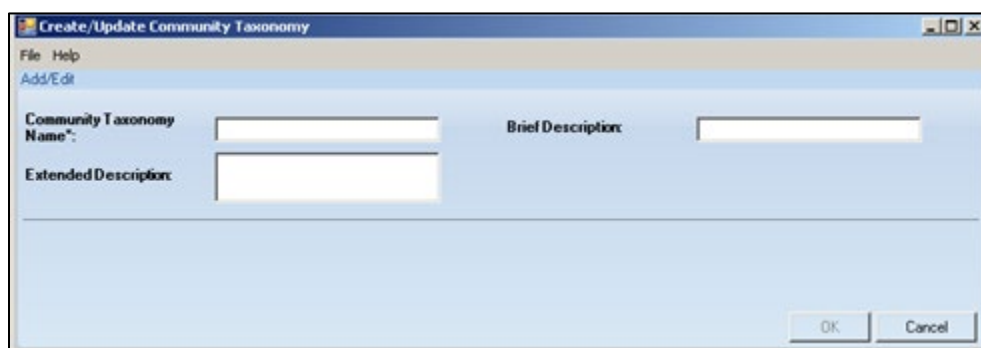 Create/Update Community Taxonomy
File Help
Add/Edit
Community Taxonomy
Name*:
Brief Description:
Extended Description:
OK Cancel